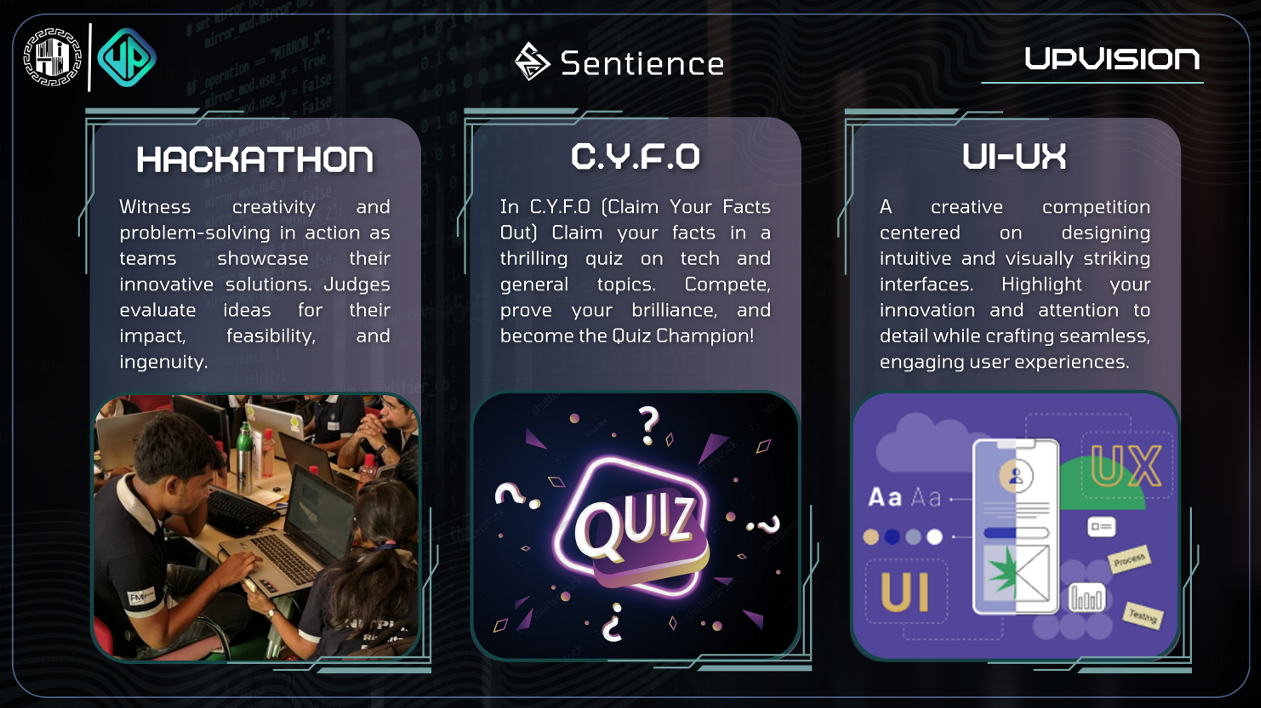 Sentience
UPVISION
HACKATHON
Witness creativity and
problem-solving in action as
teams showcase their
innovative solutions. Judges
evaluate ideas for their
impact, feasibility, and
ingenuity.
C.Y.F.O
In C.Y.F.O (Claim Your Facts
Out) Claim your facts in a
thrilling quiz on tech and
general topics. Compete,
prove your brilliance, and
become the Quiz Champion!
UI-UX
A creative competition
centered on designing
intuitive and visually striking
interfaces. Highlight your
innovation and attention to
detail while crafting seamless,
engaging user experiences.
QUIZ
UX
Aa Aa
Process
UI
Testing